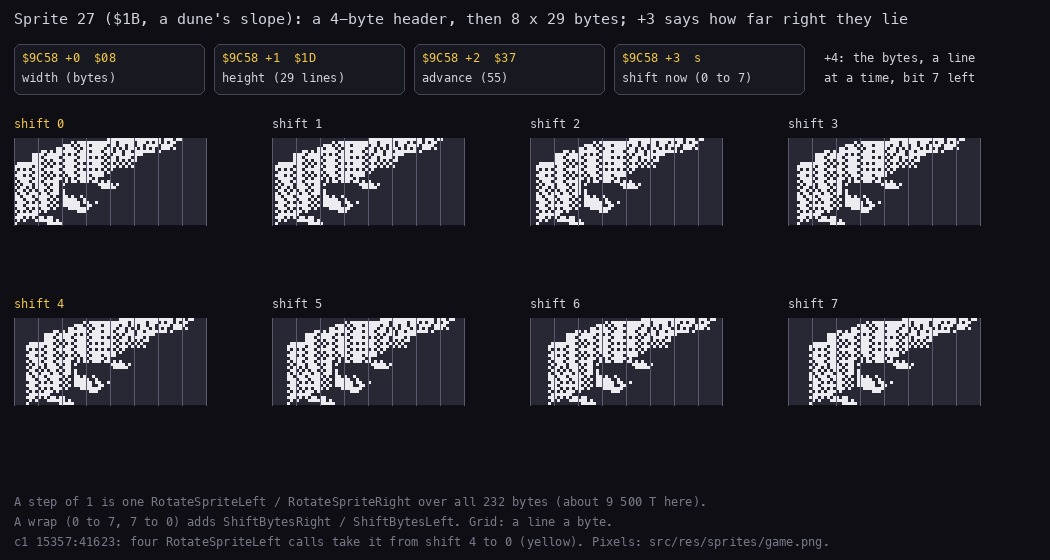 Sprite 27 ($1B, a dune's slope): a 4−byte header, then 8 x 29 bytes; +3 says how far right they lie
$9C58 +0  $08
width (bytes)
$9C58 +1  $1D
height (29 lines)
$9C58 +2  $37
advance (55)
$9C58 +3  s
shift now (0 to 7)
+4: the bytes, a line
at a time, bit 7 left
shift 0
shift 1
shift 2
shift 3
shift 4
shift 5
shift 6
shift 7
A step of 1 is one RotateSpriteLeft / RotateSpriteRight over all 232 bytes (about 9 500 T here).
A wrap (0 to 7, 7 to 0) adds ShiftBytesRight / ShiftBytesLeft. Grid: a line a byte.
c1 15357:41623: four RotateSpriteLeft calls take it from shift 4 to 0 (yellow). Pixels: src/res/sprites/game.png.